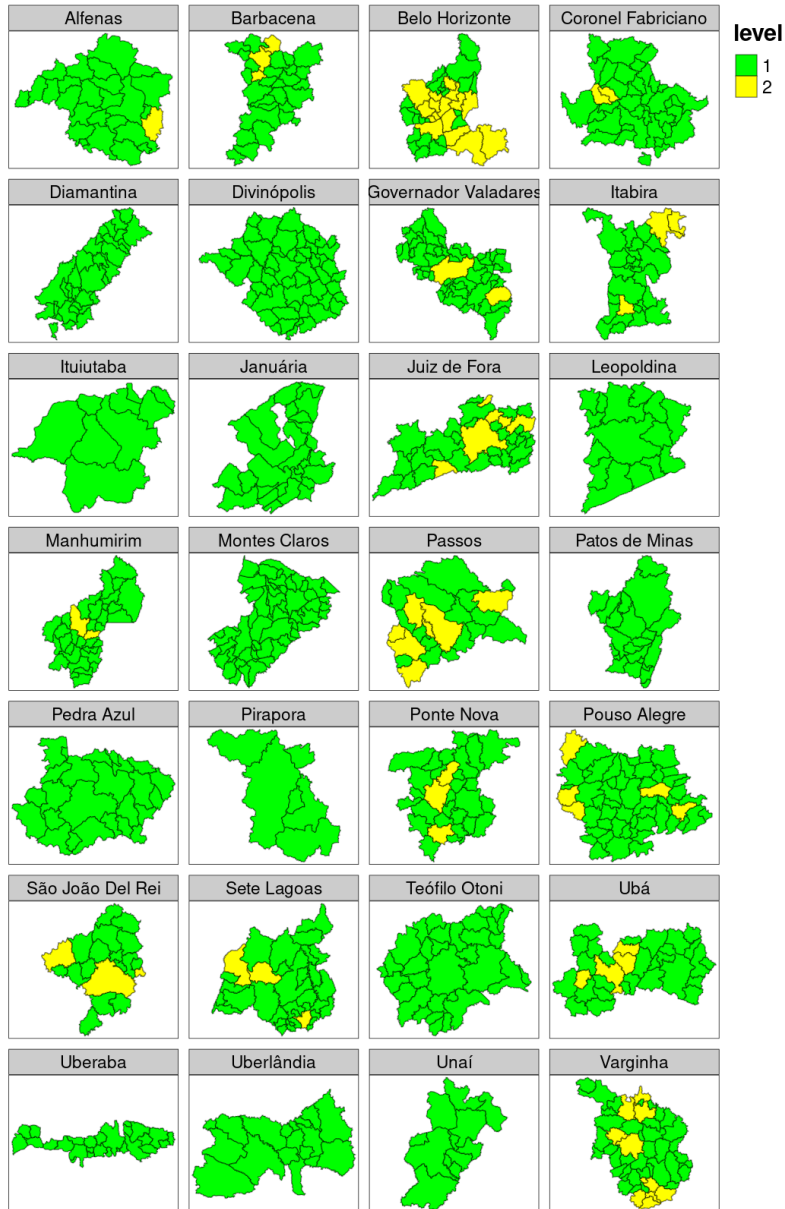 Alfenas
Barbacena
Belo Horizonte
Coronel Fabriciano
level
1
2
Diamantina
Divinópolis
Governador Valadares
Itabira
Ituiutaba
Januária
Juiz de Fora
Leopoldina
Manhumirim
Montes Claros
Passos
Patos de Minas
Pedra Azul
Pirapora
Ponte Nova
Pouso Alegre
São João Del Rei
Sete Lagoas
Teófilo Otoni
Ubá
Uberaba
Uberlândia
Unaí
Varginha